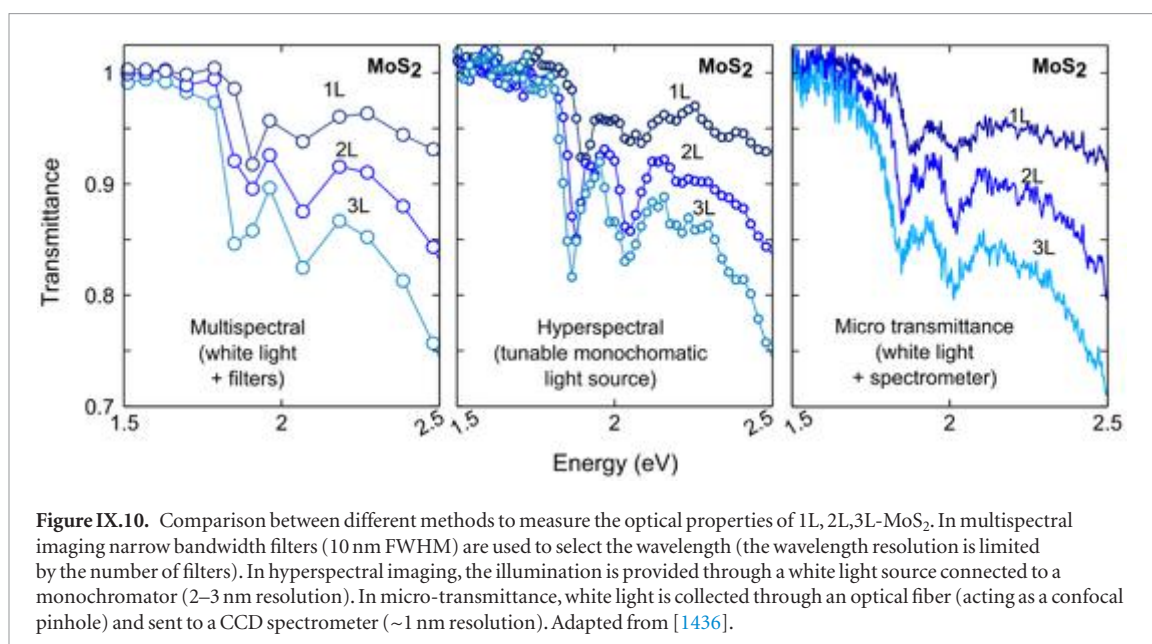 MoS₂
MoS₂
MoS₂
1L
2L
3L
1L
2L
3L
1L
2L
3L
1
0.9
0.8
0.7
Transmittance
Multispectral
(white light
+ filters)
Hyperspectral
(tunable monochomatic
light source)
Micro transmittance
(white light
+ spectrometer)
1.5
2
2.5
1.5
2
2.5
1.5
2
2.5
Energy (eV)
Figure IX.10. Comparison between different methods to measure the optical properties of 1L, 2L,3L-MoS₂. In multispectral
imaging narrow bandwidth filters (10 nm FWHM) are used to select the wavelength (the wavelength resolution is limited
by the number of filters). In hyperspectral imaging, the illumination is provided through a white light source connected to a
monochromator (2–3 nm resolution). In micro-transmittance, white light is collected through an optical fiber (acting as a confocal
pinhole) and sent to a CCD spectrometer (~1 nm resolution). Adapted from [1436].